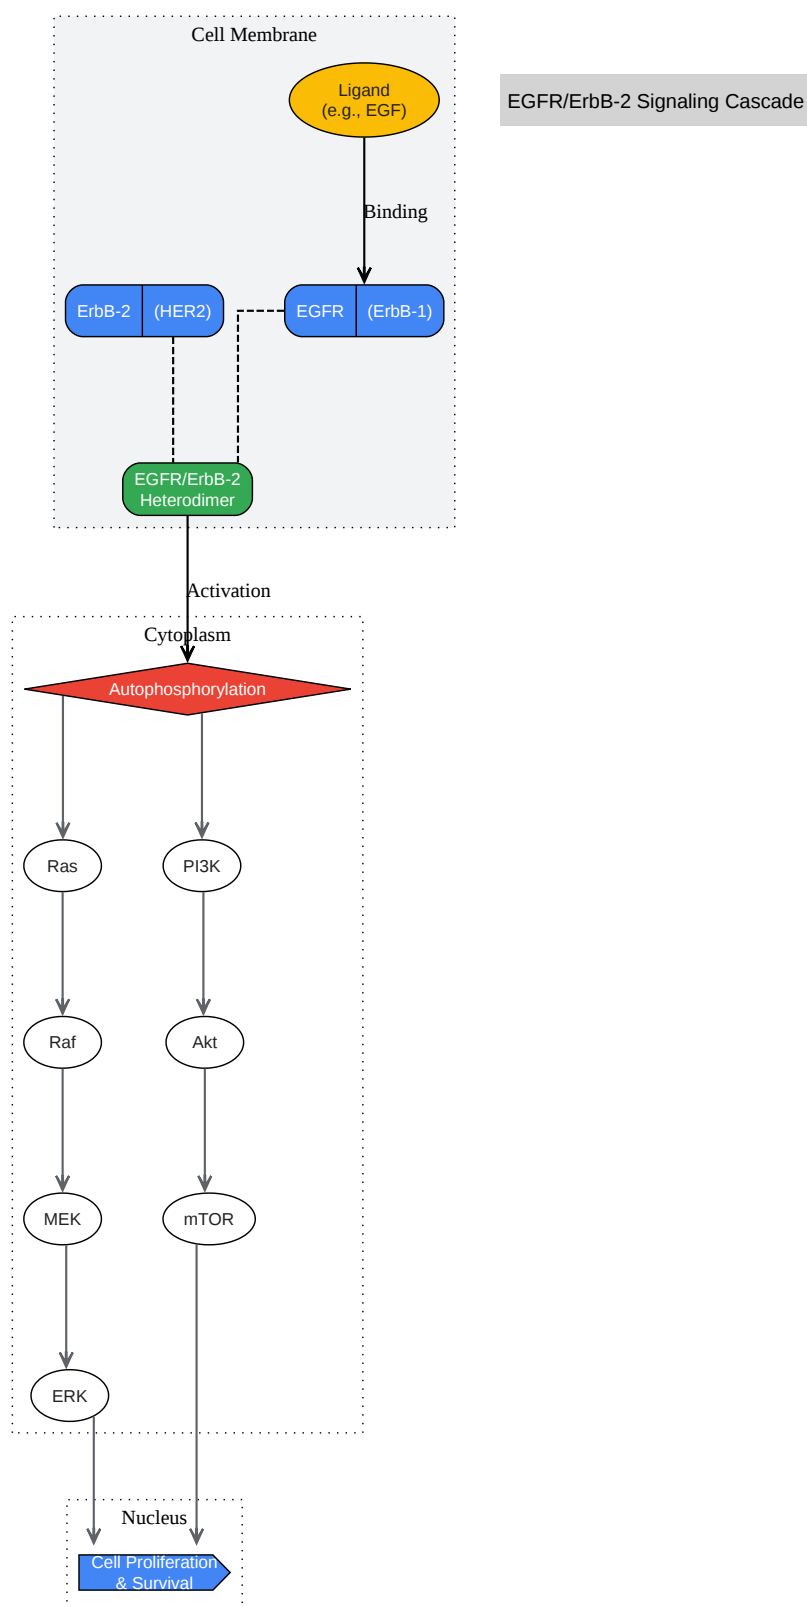 Cell Membrane
Ligand
(e.g., EGF)
EGFR/ErbB-2 Signaling Cascade
Binding
ErbB-2
(HER2)
EGFR
(ErbB-1)
EGFR/ErbB-2
Heterodimer
Activation
Cytoplasm
Autophosphorylation
Ras
PI3K
Raf
Akt
MEK
mTOR
ERK
Nucleus
Cell Proliferation
& Survival